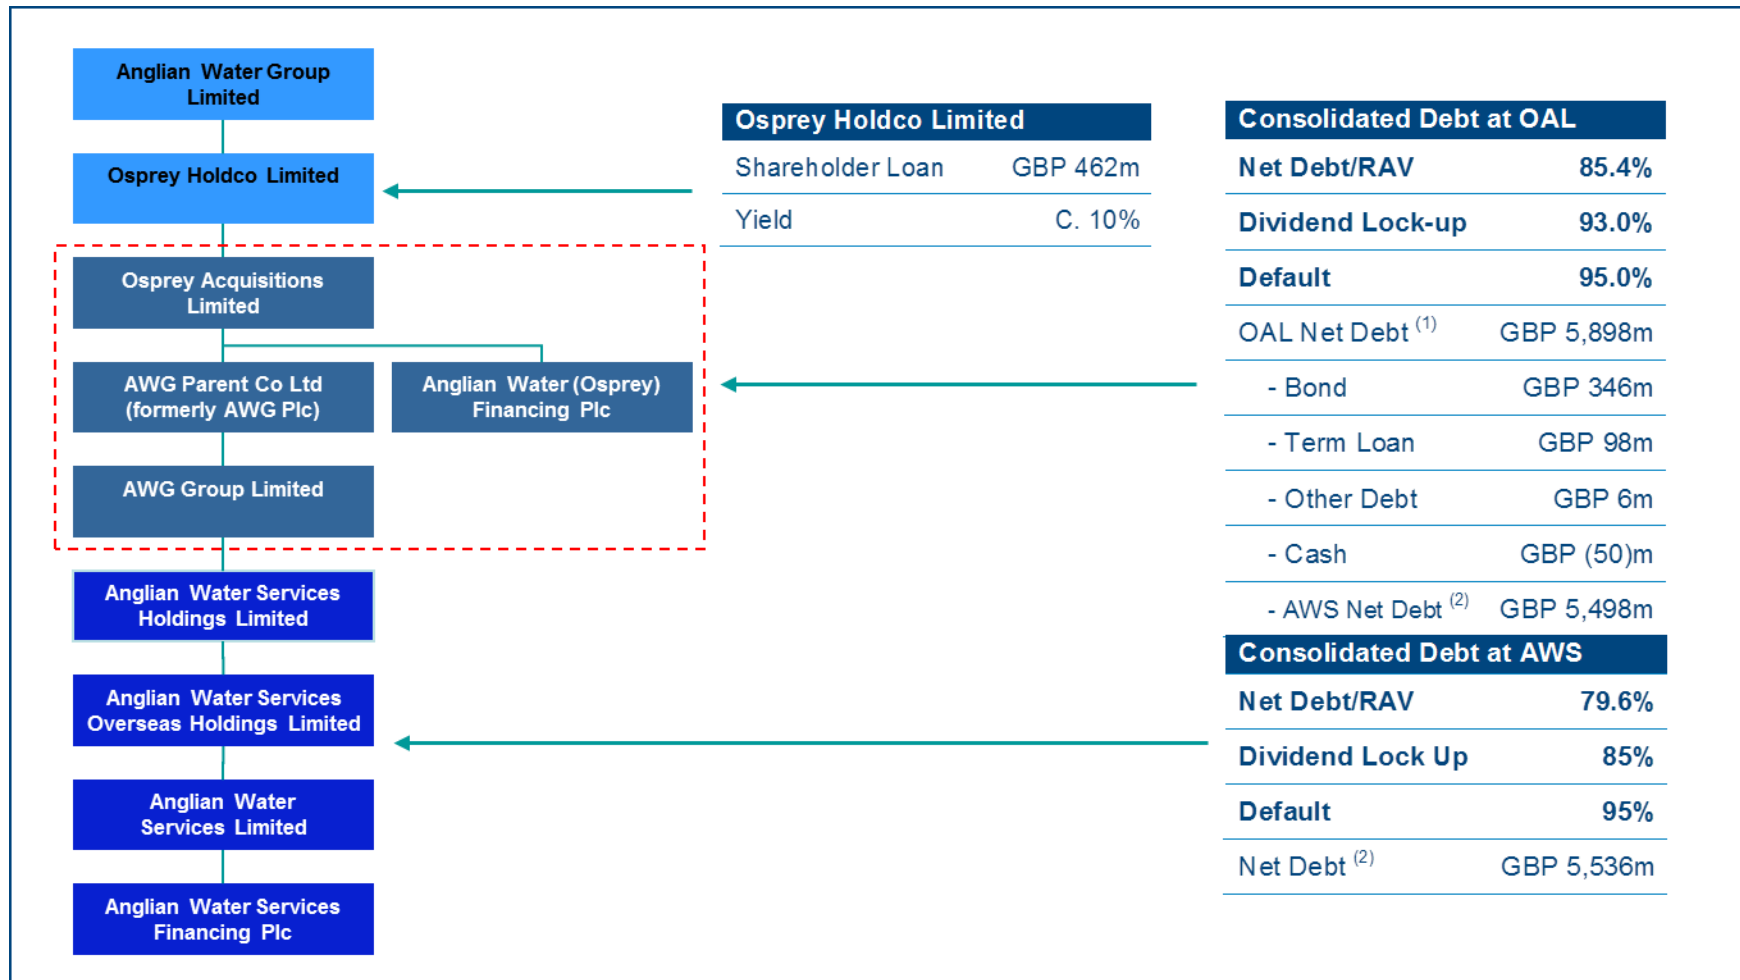 Anglian Water Group
Limited
Osprey Holdco Limited
Osprey Acquisitions
Limited
AWG Parent Co Ltd
(formerly AWG Plc)
Anglian Water (Osprey)
Financing Plc
AWG Group Limited
Anglian Water Services
Holdings Limited
Anglian Water Services
Overseas Holdings Limited
Anglian Water
Services Limited
Anglian Water Services
Financing Plc
Osprey Holdco Limited
Shareholder Loan GBP 462m
Yield C. 10%
Consolidated Debt at OAL
Net Debt/RAV 85.4%
Dividend Lock-up 93.0%
Default 95.0%
OAL Net Debt (1) GBP 5,898m
- Bond GBP 346m
- Term Loan GBP 98m
- Other Debt GBP 6m
- Cash GBP (50)m
- AWS Net Debt (2) GBP 5,498m
Consolidated Debt at AWS
Net Debt/RAV 79.6%
Dividend Lock Up 85%
Default 95%
Net Debt (2) GBP 5,536m